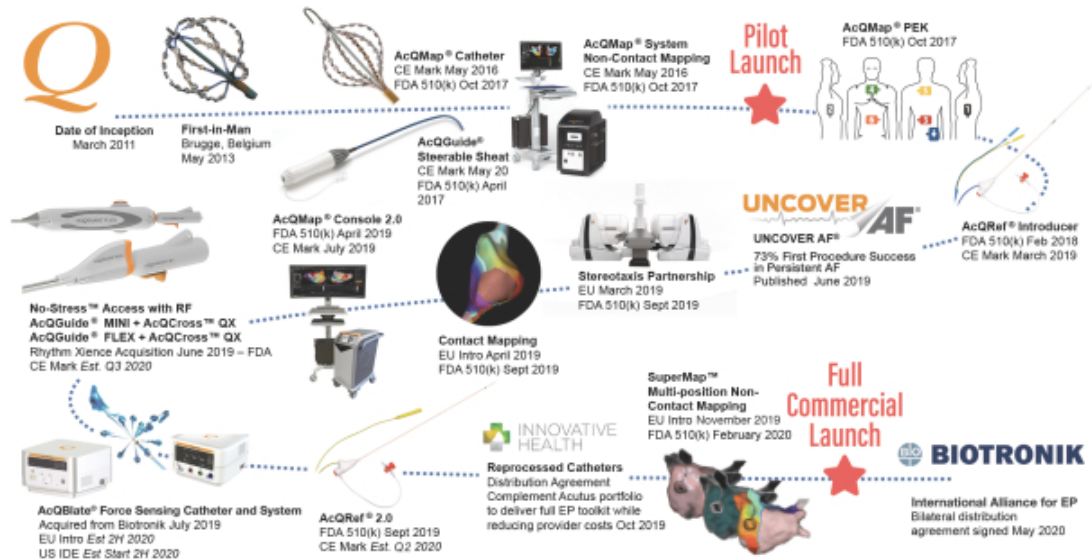 Q
Date of Inception
March 2011
First-in-Man
Brugge, Belgium
May 2013
AcQMap® Catheter
CE Mark May 2016
FDA 510(k) Oct 2017
AcQGuide®
Steerable Sheat
CE Mark May 20
FDA 510(k) April
2017
AcQMap® System
Non-Contact Mapping
CE Mark May 2016
FDA 510(k) Oct 2017
Pilot
Launch
AcQMap® PEK
FDA 510(k) Oct 2017
AcQRef® Introducer
FDA 510(k) Feb 2018
CE Mark March 2019
UNCOVER AF®
UNCOVER AF®
73% First Procedure Success
in Persistent AF
Published June 2019
Stereotaxis Partnership
EU March 2019
FDA 510(k) Sept 2019
Contact Mapping
EU Intro April 2019
FDA 510(k) Sept 2019
AcQMap® Console 2.0
FDA 510(k) April 2019
CE Mark July 2019
No-Stress™ Access with RF
AcQGuide® MINI + AcQCross™ QX
AcQGuide® FLEX + AcQCross™ QX
Rhythm Xience Acquisition June 2019 – FDA
CE Mark Est. Q3 2020
AcQBlate® Force Sensing Catheter and System
Acquired from Biotronik July 2019
EU Intro Est 2H 2020
US IDE Est Start 2H 2020
AcQRef® 2.0
FDA 510(k) Sept 2019
CE Mark Est. Q2 2020
INNOVATIVE
HEALTH
Reprocessed Catheters
Distribution Agreement
Complement Acutus portfolio
to deliver full EP toolkit while
reducing provider costs Oct 2019
SuperMap™
Multi-position Non-
Contact Mapping
EU Intro November 2019
FDA 510(k) February 2020
Full
Commercial
Launch
BIO BIOTRONIK
International Alliance for EP
Bilateral distribution
agreement signed May 2020